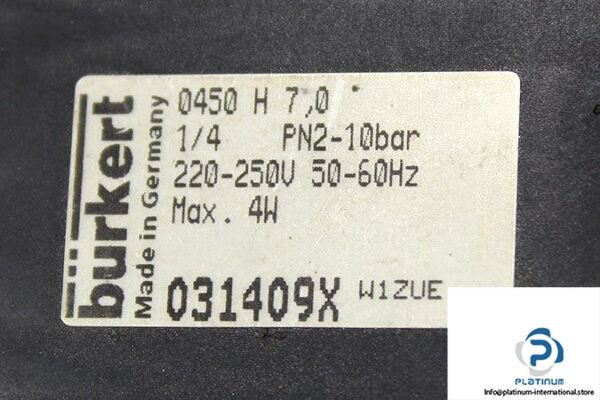 bürkert
Made in Germany
0450 H 7,0
1/4 PN2-10bar
220-250V 50-60Hz
Max. 4W
031409X W1ZUE
PLATINUM
https://platinum-international.store